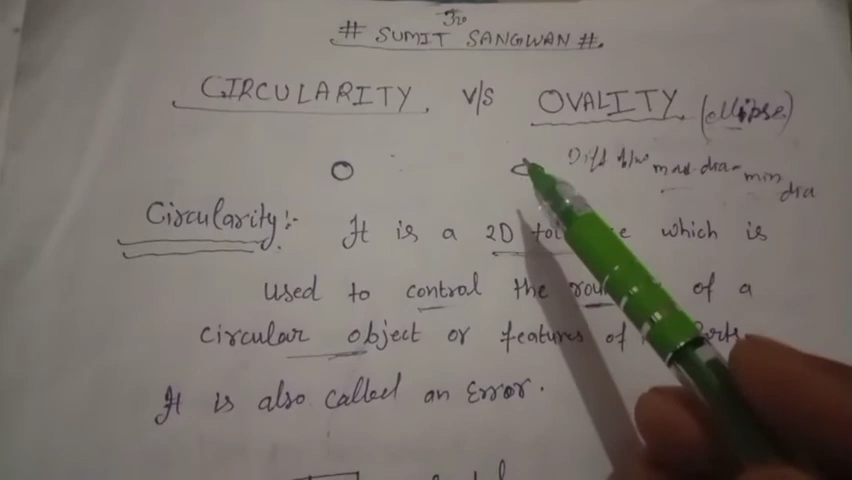 ॐ
# SUMIT SANGWAN #.
CIRCULARITY. V/S OVALITY. (ellipse)
Diff b/w max. dia - min dia
Circularity:- It is a 2D which is
used to control the of a
circular object or features of
It is also called an Error.